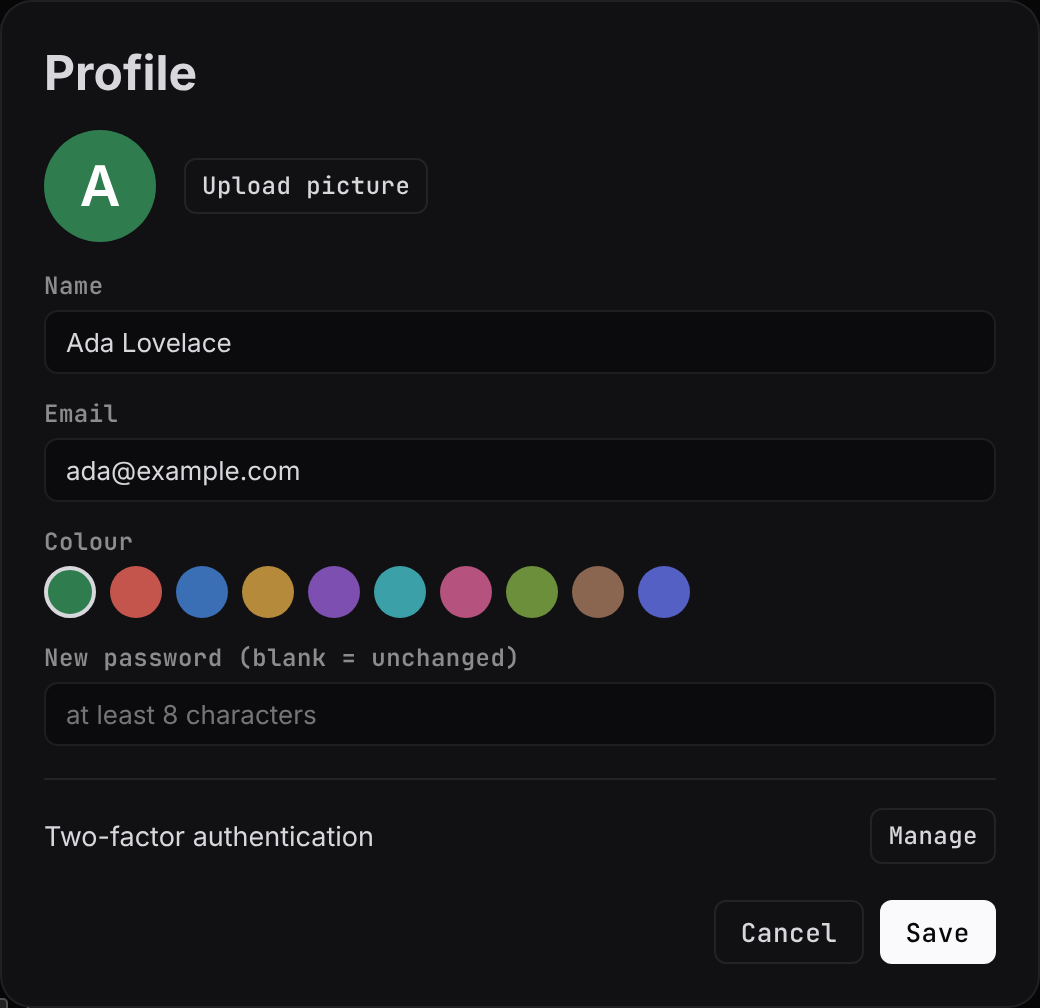 Profile
A
Upload picture
Name
Ada Lovelace
Email
ada@example.com
Colour
New password (blank = unchanged)
at least 8 characters
Two-factor authentication
Manage
Cancel
Save